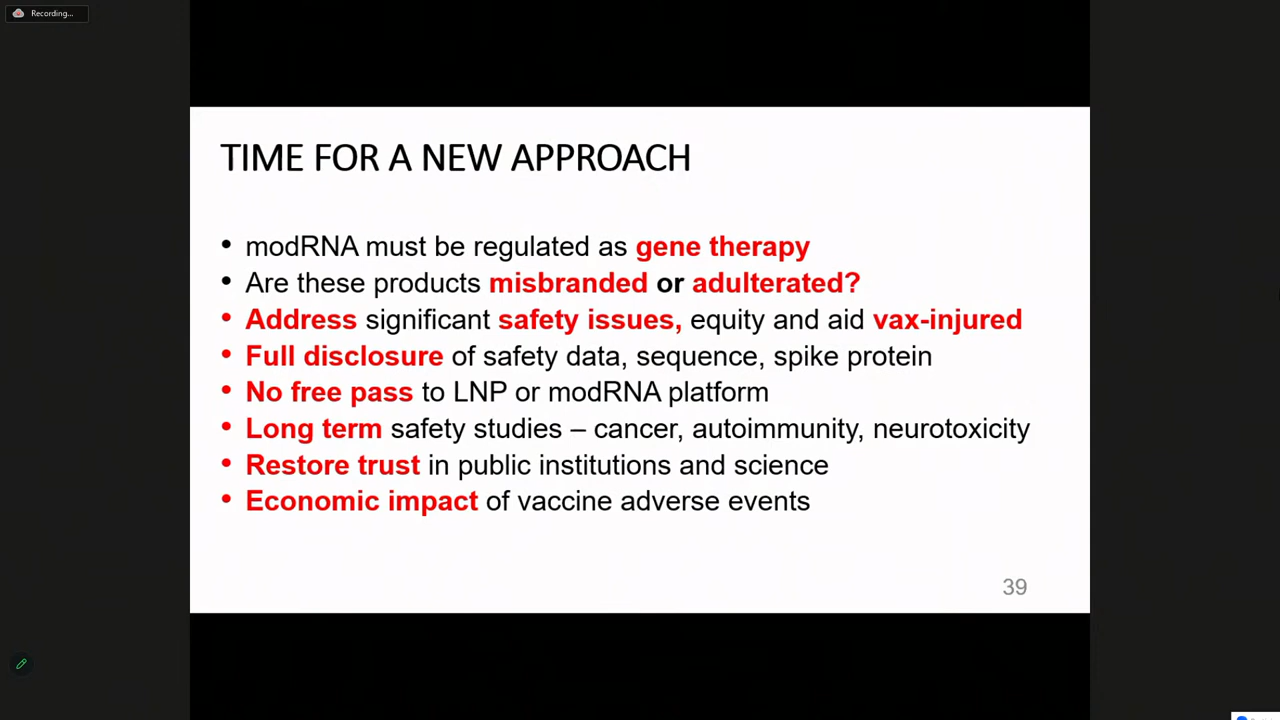 Recording...
TIME FOR A NEW APPROACH
• modRNA must be regulated as gene therapy
• Are these products misbranded or adulterated?
• Address significant safety issues, equity and aid vax-injured
• Full disclosure of safety data, sequence, spike protein
• No free pass to LNP or modRNA platform
• Long term safety studies – cancer, autoimmunity, neurotoxicity
• Restore trust in public institutions and science
• Economic impact of vaccine adverse events
39